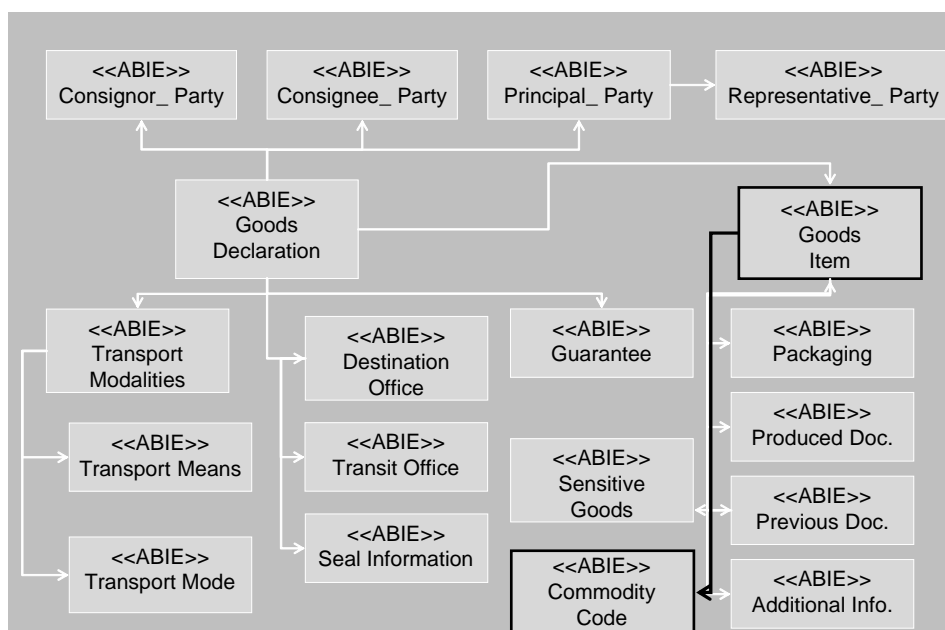 <<ABIE>>
Consignor_ Party
<<ABIE>>
Consignee_ Party
<<ABIE>>
Principal_ Party
<<ABIE>>
Representative_ Party
<<ABIE>>
Goods
Declaration
<<ABIE>>
Goods
Item
<<ABIE>>
Transport
Modalities
<<ABIE>>
Destination
Office
<<ABIE>>
Guarantee
<<ABIE>>
Packaging
<<ABIE>>
Transport Means
<<ABIE>>
Transit Office
<<ABIE>>
Sensitive
Goods
<<ABIE>>
Produced Doc.
<<ABIE>>
Previous Doc.
<<ABIE>>
Transport Mode
<<ABIE>>
Seal Information
<<ABIE>>
Commodity
Code
<<ABIE>>
Additional Info.